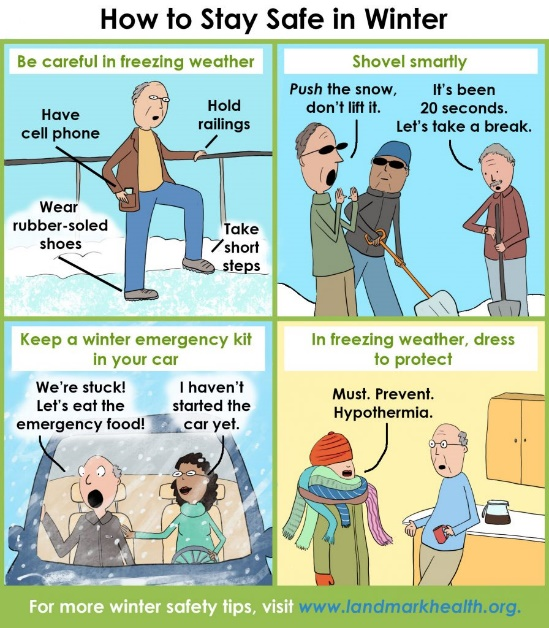 How to Stay Safe in Winter
Be careful in freezing weather
Have
cell phone
Hold
railings
Wear
rubber-soled
shoes
Take
short
steps
Shovel smartly
Push the snow,
don't lift it.
It's been
20 seconds.
Let's take a break.
Keep a winter emergency kit
in your car
We're stuck!
Let's eat the
emergency food!
I haven't
started the
car yet.
In freezing weather, dress
to protect
Must. Prevent.
Hypothermia.
For more winter safety tips, visit www.landmarkhealth.org.